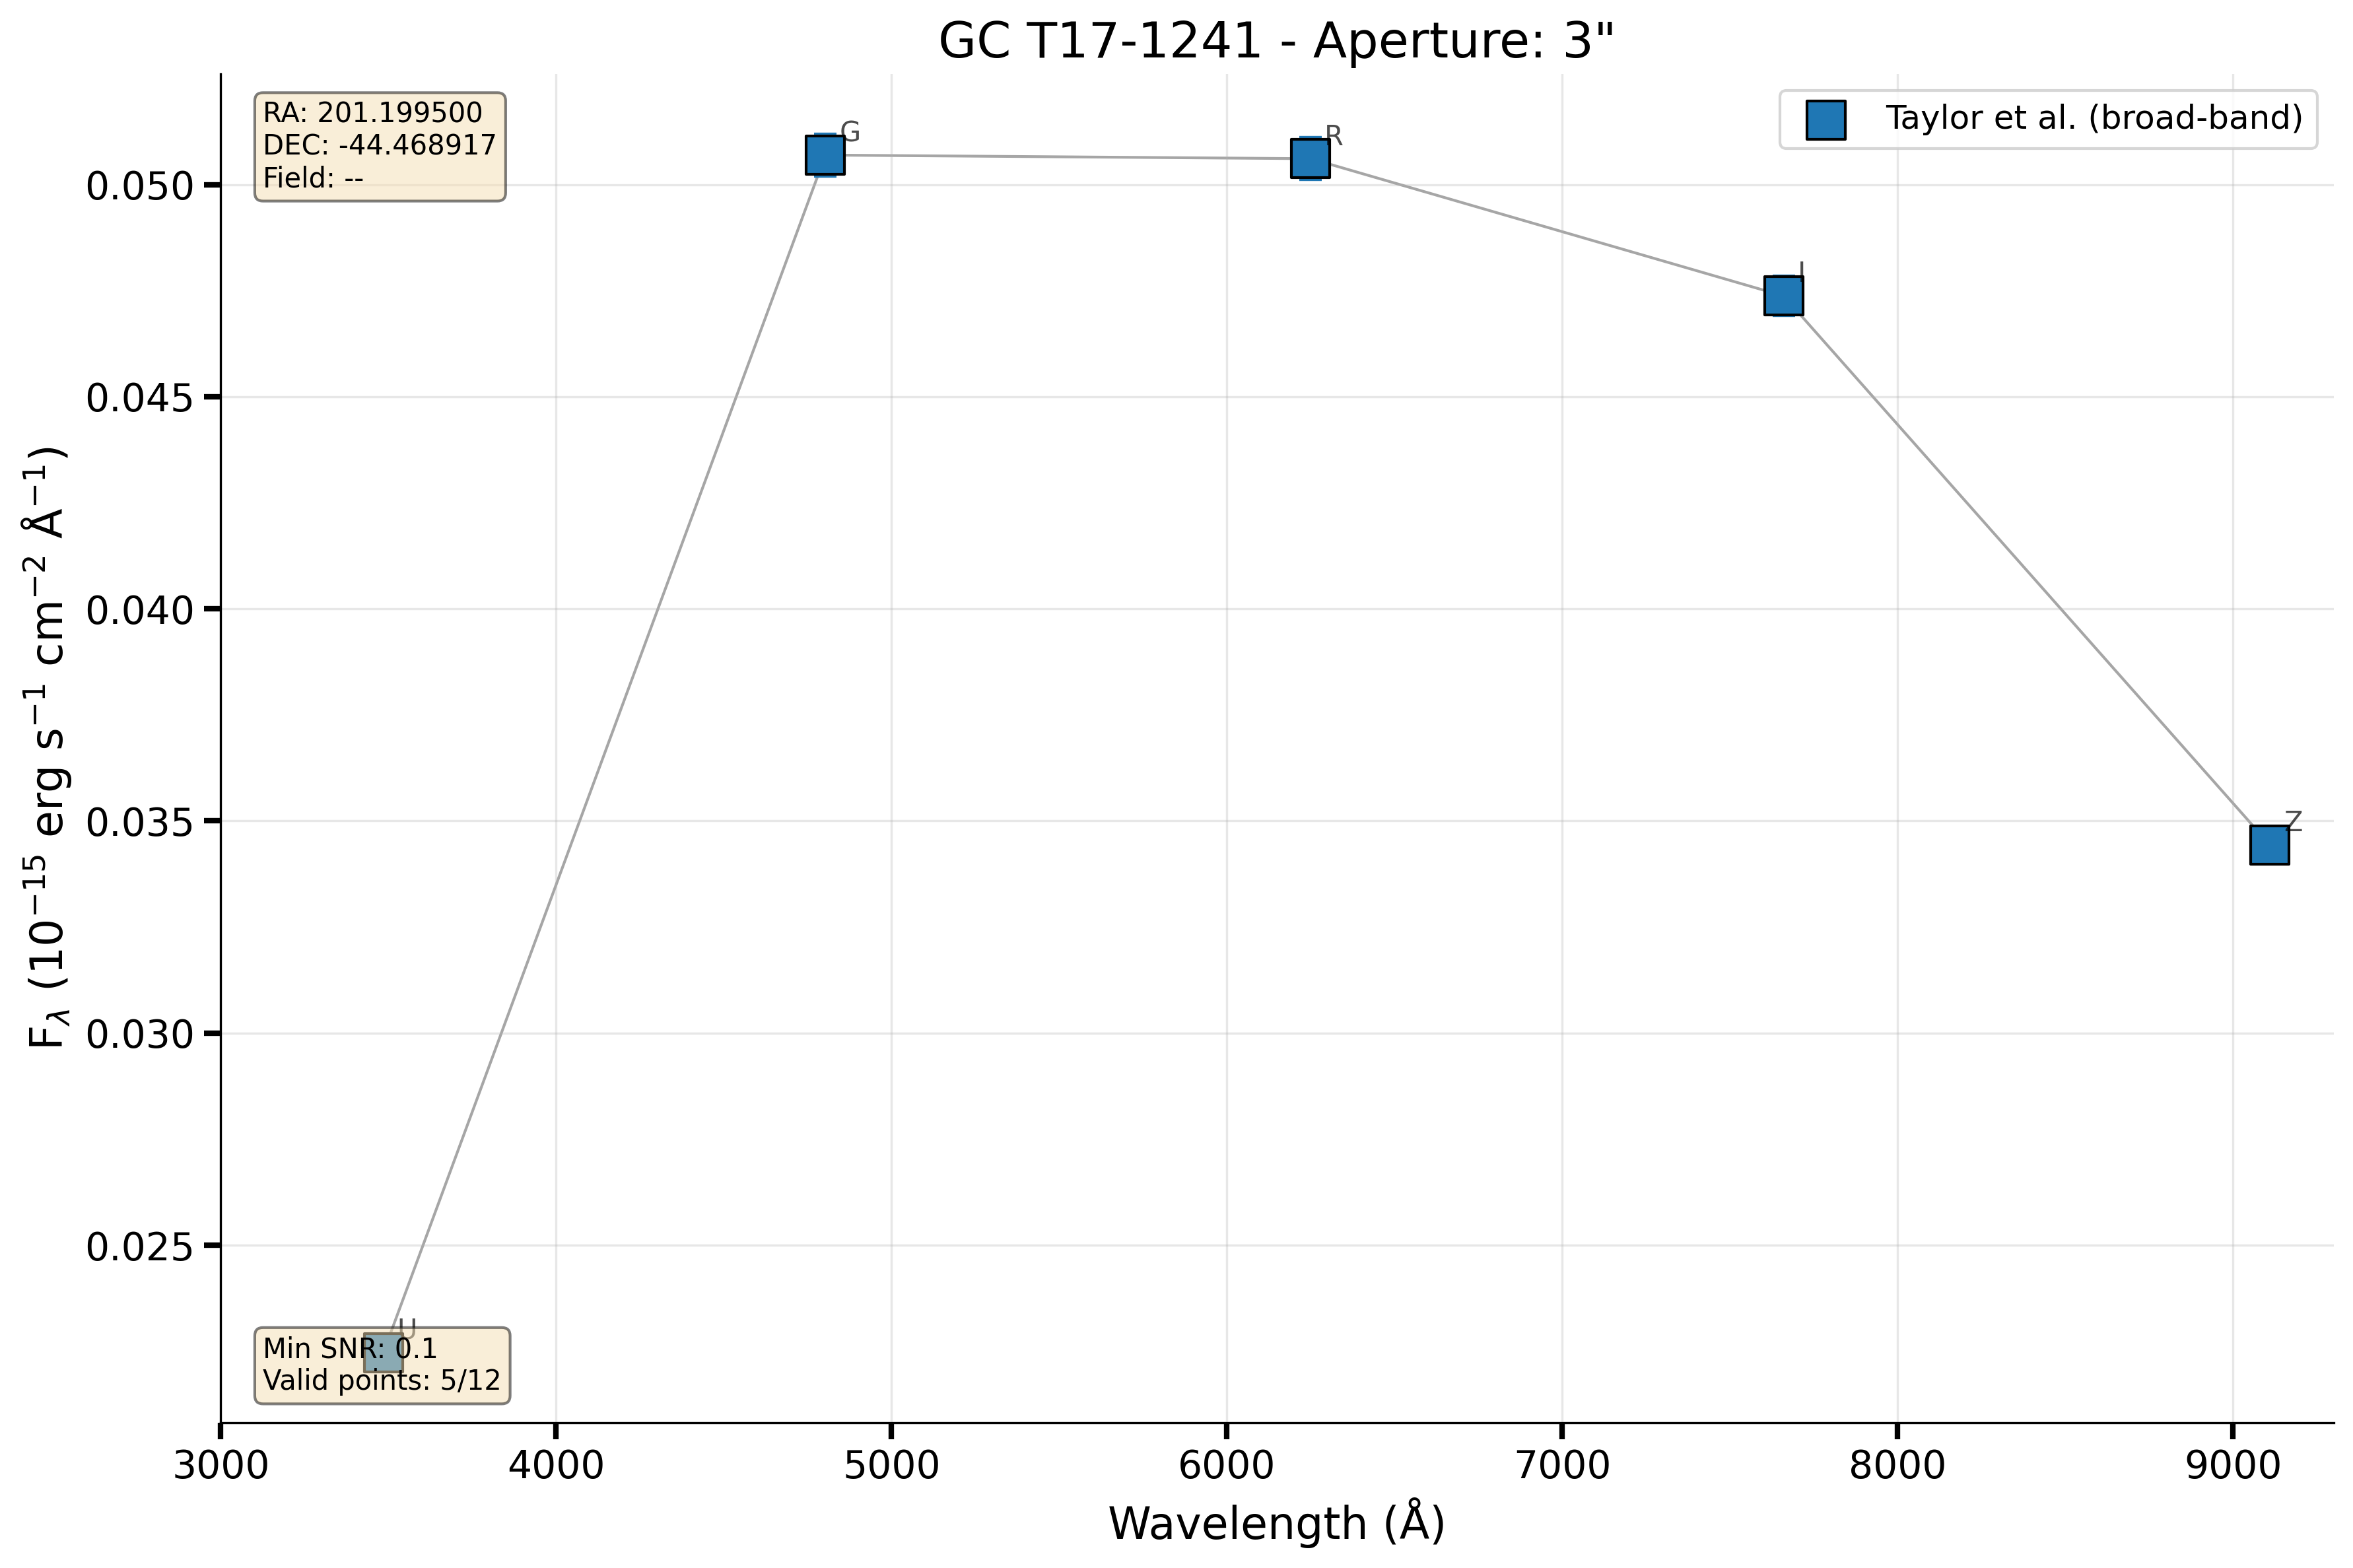 GC T17-1241 - Aperture: 3"
RA: 201.199500
DEC: -44.468917
Field: --
Taylor et al. (broad-band)
G
R
I
Z
U
Min SNR: 0.1
Valid points: 5/12
0.050
0.045
0.040
0.035
0.030
0.025
F_λ (10⁻¹⁵ erg s⁻¹ cm⁻² Å⁻¹)
3000 4000 5000 6000 7000 8000 9000
Wavelength (Å)